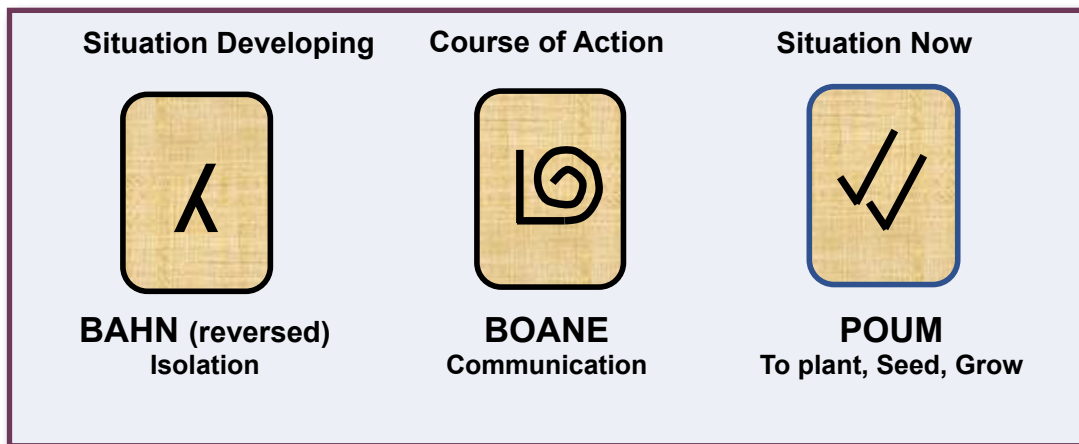 Situation Developing
Course of Action
Situation Now
BAHN (reversed)
Isolation
BOANE
Communication
POUM
To plant, Seed, Grow